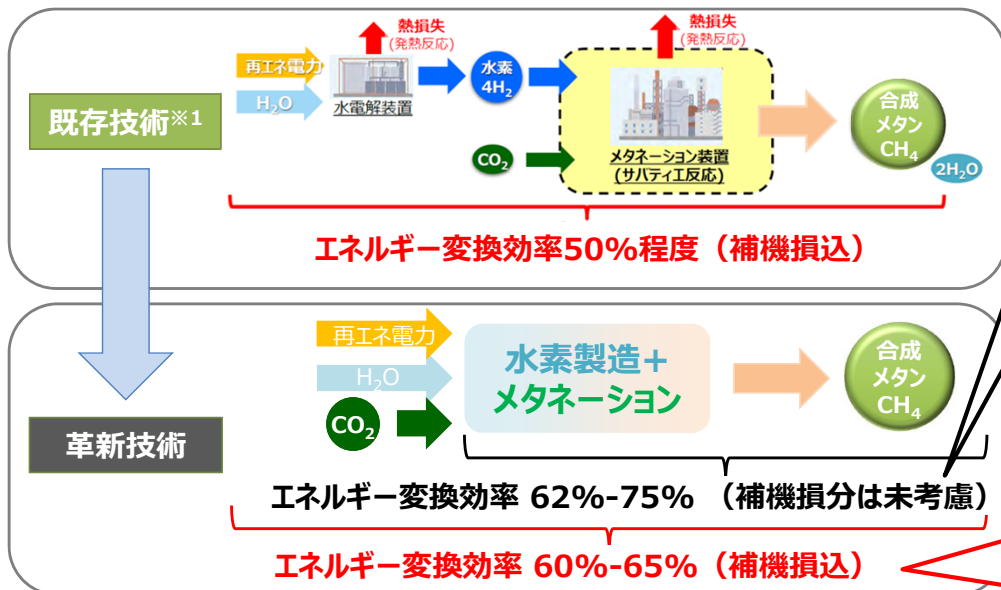 熱損失
(発熱反応)
熱損失
(発熱反応)
再エネ電力
H₂O
水電解装置
水素
4H₂
CO₂
メタネーション装置
(サバティエ反応)
合成
メタン
CH₄
2H₂O
既存技術※1
エネルギー変換効率50%程度（補機損込）
再エネ電力
H₂O
CO₂
水素製造+
メタネーション
合成
メタン
CH₄
革新技術
エネルギー変換効率 62%-75% （補機損分は未考慮）
エネルギー変換効率 60%-65%（補機損込）